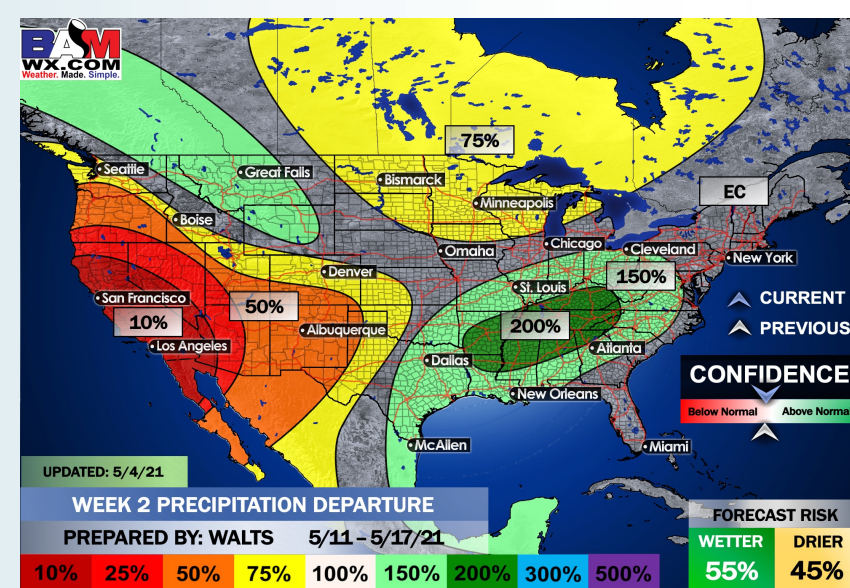 BAM
WX.COM
Weather. Made. Simple.
75%
Seattle
Great Falls
Bismarck
EC
Minneapolis
Boise
Omaha
Chicago
Cleveland
New York
Denver
150%
St. Louis
San Francisco
50%
CURRENT
10%
200%
PREVIOUS
Albuquerque
Los Angeles
Atlanta
Dallas
CONFIDENCE
New Orleans
Below Normal
Above Norma
McAllen
Miami
UPDATED: 5/4/21
WEEK 2 PRECIPITATION DEPARTURE
PREPARED BY: WALTS 5/11 – 5/17/21
FORECAST RISK
WETTER DRIER
55% 45%
10% 25% 50% 75% 100% 150% 200% 300% 500%